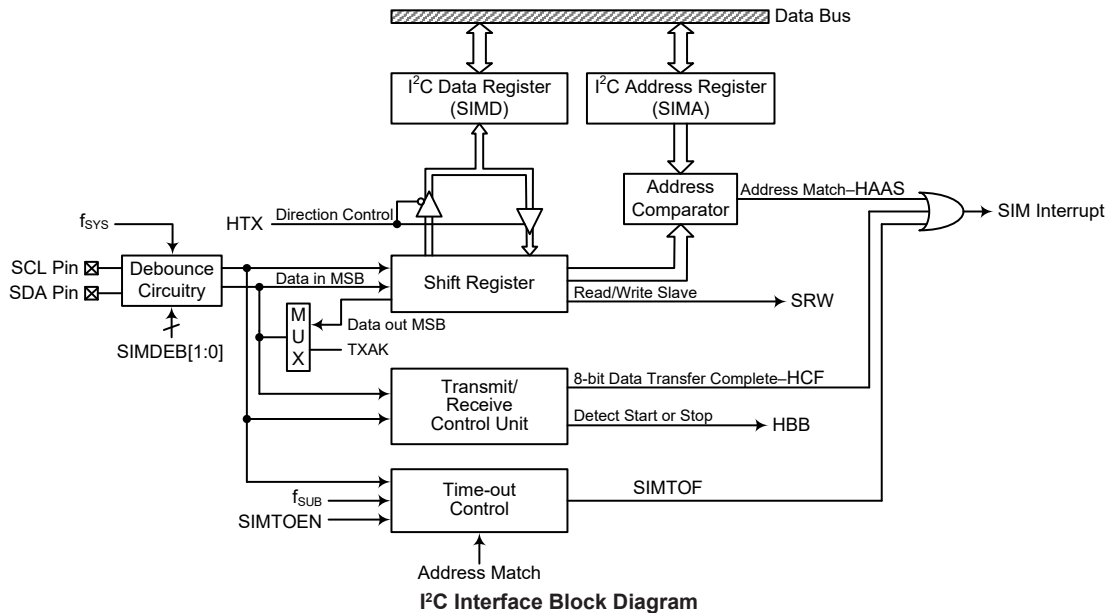 Data Bus
I²C Data Register
(SIMD)
I²C Address Register
(SIMA)
Address
Comparator
Address Match–HAAS
SIM Interrupt
HTX
Direction Control
fSYS
SCL Pin
SDA Pin
Debounce
Circuitry
SIMDEB[1:0]
Data in MSB
Shift Register
Read/Write Slave
SRW
M
U
X
Data out MSB
TXAK
Transmit/
Receive
Control Unit
8-bit Data Transfer Complete–HCF
Detect Start or Stop
HBB
fSUB
SIMTOEN
Time-out
Control
SIMTOF
Address Match
I²C Interface Block Diagram